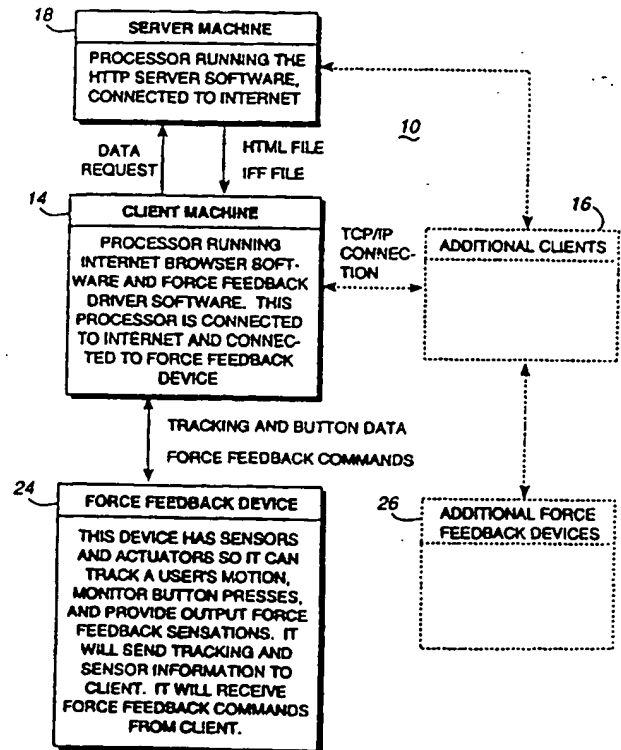 18
SERVER MACHINE
PROCESSOR RUNNING THE
HTTP SERVER SOFTWARE,
CONNECTED TO INTERNET
10
DATA
REQUEST
HTML FILE
IFF FILE
14
CLIENT MACHINE
PROCESSOR RUNNING
INTERNET BROWSER SOFT-
WARE AND FORCE FEEDBACK
DRIVER SOFTWARE. THIS
PROCESSOR IS CONNECTED
TO INTERNET AND CONNEC-
TED TO FORCE FEEDBACK
DEVICE
TCP/IP
CONNEC-
TION
16
ADDITIONAL CLIENTS
TRACKING AND BUTTON DATA
FORCE FEEDBACK COMMANDS
24
FORCE FEEDBACK DEVICE
THIS DEVICE HAS SENSORS
AND ACTUATORS SO IT CAN
TRACK A USER'S MOTION,
MONITOR BUTTON PRESSES,
AND PROVIDE OUTPUT FORCE
FEEDBACK SENSATIONS. IT
WILL SEND TRACKING AND
SENSOR INFORMATION TO
CLIENT. IT WILL RECEIVE
FORCE FEEDBACK COMMANDS
FROM CLIENT.
26
ADDITIONAL FORCE
FEEDBACK DEVICES